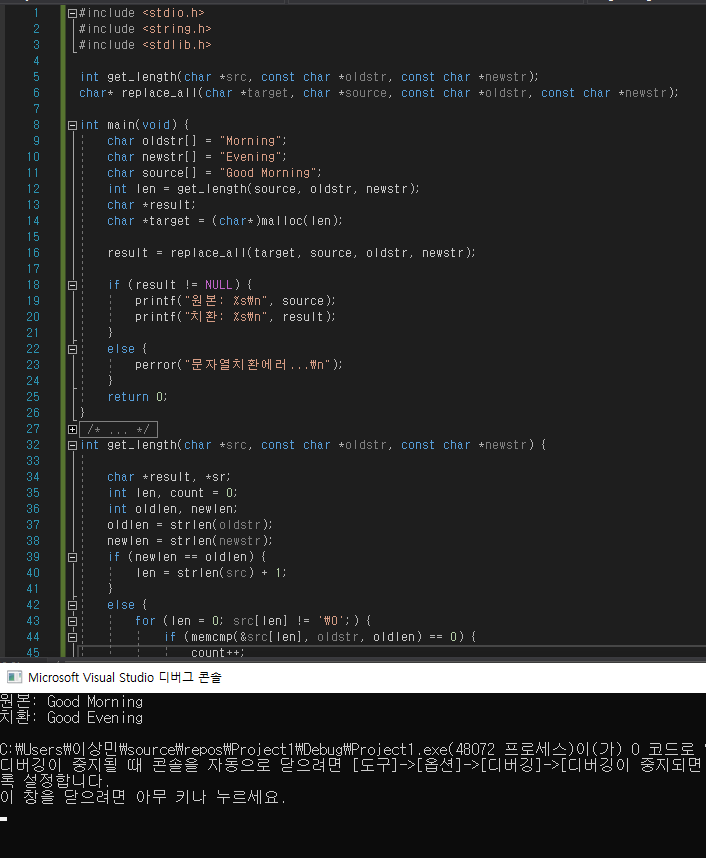 1 #include <stdio.h>
2 #include <string.h>
3 #include <stdlib.h>
4
5 int get_length(char *src, const char *oldstr, const char *newstr);
6 char* replace_all(char *target, char *source, const char *oldstr, const char *newstr);
7
8 int main(void) {
9 char oldstr[] = "Morning";
10 char newstr[] = "Evening";
11 char source[] = "Good Morning";
12 int len = get_length(source, oldstr, newstr);
13 char *result;
14 char *target = (char*)malloc(len);
15
16 result = replace_all(target, source, oldstr, newstr);
17
18 if (result != NULL) {
19 printf("원본: %s₩n", source);
20 printf("치환: %s₩n", result);
21 }
22 else {
23 perror("문자열치환에러...₩n");
24 }
25 return 0;
26 }
27 /* ... */
32 int get_length(char *src, const char *oldstr, const char *newstr) {
33
34 char *result, *sr;
35 int len, count = 0;
36 int oldlen, newlen;
37 oldlen = strlen(oldstr);
38 newlen = strlen(newstr);
39 if (newlen == oldlen) {
40 len = strlen(src) + 1;
41 }
42 else {
43 for (len = 0; src[len] != '₩0';) {
44 if (memcmp(&src[len], oldstr, oldlen) == 0) {
45 count++;
Microsoft Visual Studio 디버그 콘솔
원본: Good Morning
치환: Good Evening
C:₩Users₩이상민₩source₩repos₩Project1₩Debug₩Project1.exe(48072 프로세스)이(가) 0 코드로
디버깅이 중지될 때 콘솔을 자동으로 닫으려면 [도구]->[옵션]->[디버깅]->[디버깅이 중지되면
록 설정합니다.
이 창을 닫으려면 아무 키나 누르세요.